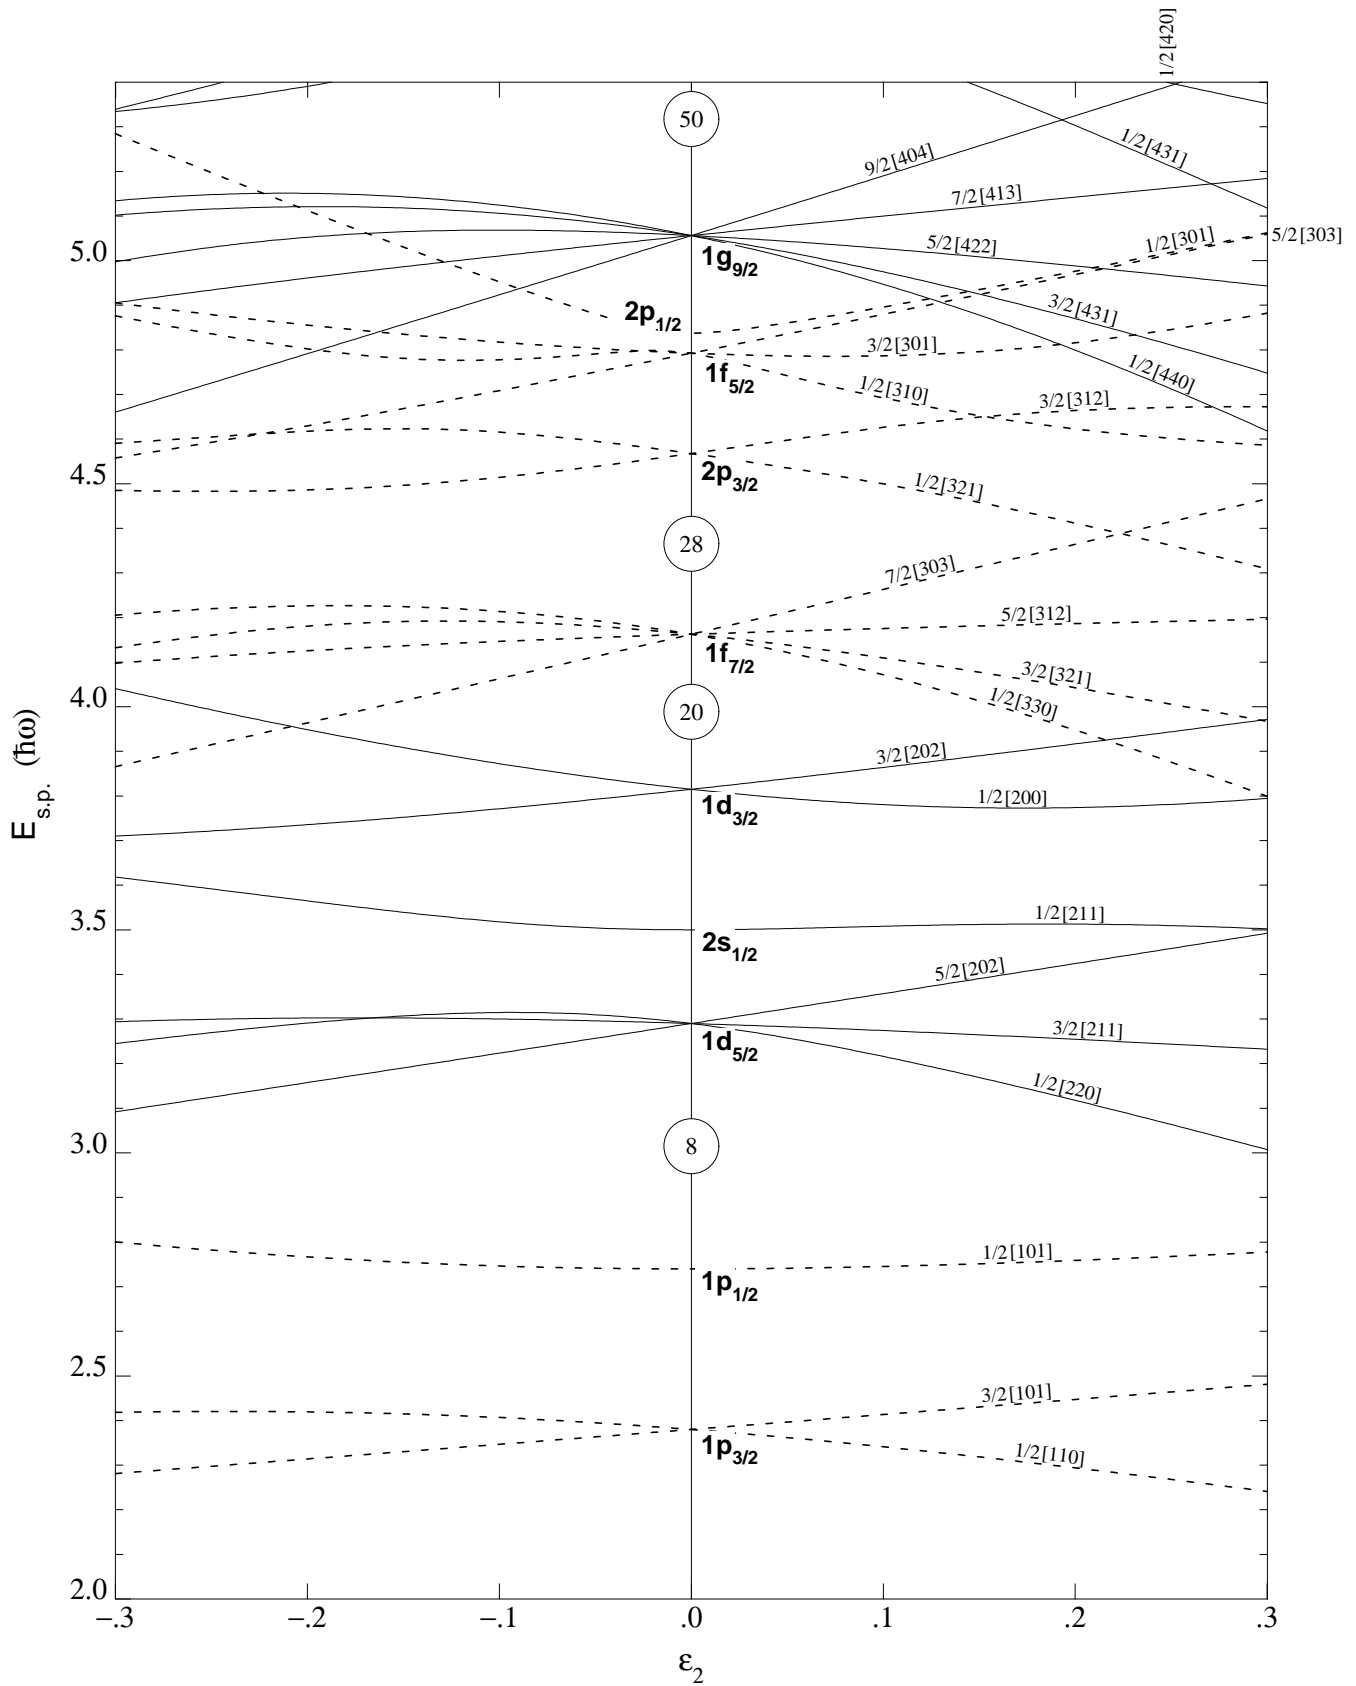 1/2[420]
50
9/2[404]
1/2[431]
7/2[413]
5/2[422]
1/2[301]
5/2[303]
5.0
1g9/2
2p1/2
3/2[431]
3/2[301]
1f5/2
1/2[310]
1/2[440]
3/2[312]
4.5
2p3/2
1/2[321]
28
7/2[303]
5/2[312]
1f7/2
3/2[321]
1/2[330]
4.0
20
3/2[202]
1d3/2
1/2[200]
Es.p. (ħω)
3.5
1/2[211]
2s1/2
5/2[202]
1d5/2
3/2[211]
1/2[220]
3.0
8
1/2[101]
1p1/2
2.5
3/2[101]
1p3/2
1/2[110]
2.0
−.3 −.2 −.1 .0 .1 .2 .3
ε2